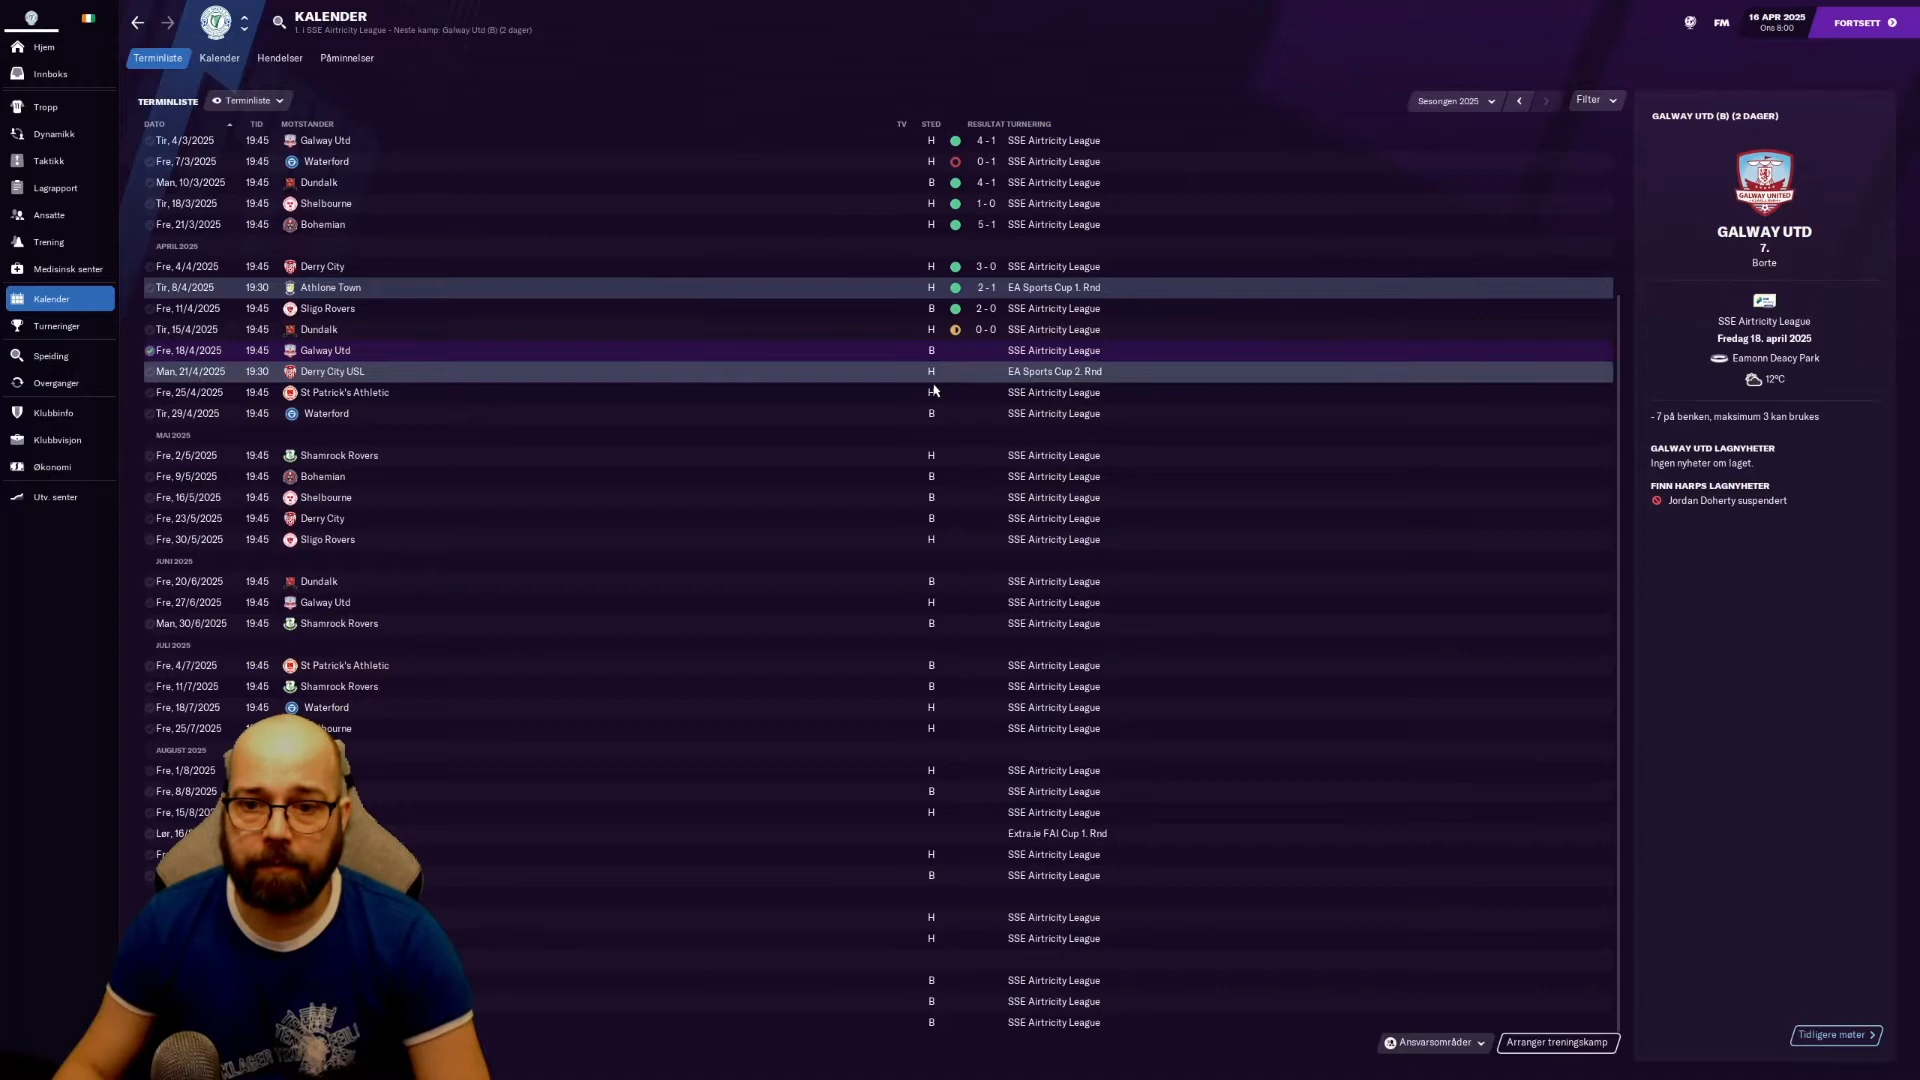 KALENDER
1. i SSE Airtricity League - Neste kamp: Galway Utd (B) (2 dager)
FM
16 APR 2025
Ons 8:00
FORTSETT
Hjem
Innboks
Tropp
Dynamikk
Taktikk
Lagrapport
Ansatte
Trening
Medisinsk senter
Kalender
Turneringer
Speiding
Overganger
Klubbinfo
Klubbvisjon
Økonomi
Utv. senter
Terminliste Kalender Hendelser Påminnelser
TERMINLISTE Terminliste Sesongen 2025 Filter
DATO TID MOTSTANDER TV STED RESULTAT TURNERING
Tir, 4/3/2025 19:45 Galway Utd H 4 - 1 SSE Airtricity League
Fre, 7/3/2025 19:45 Waterford H 0 - 1 SSE Airtricity League
Man, 10/3/2025 19:45 Dundalk B 4 - 1 SSE Airtricity League
Tir, 18/3/2025 19:45 Shelbourne H 1 - 0 SSE Airtricity League
Fre, 21/3/2025 19:45 Bohemian H 5 - 1 SSE Airtricity League
APRIL 2025
Fre, 4/4/2025 19:45 Derry City H 3 - 0 SSE Airtricity League
Tir, 8/4/2025 19:30 Athlone Town H 2 - 1 EA Sports Cup 1. Rnd
Fre, 11/4/2025 19:45 Sligo Rovers B 2 - 0 SSE Airtricity League
Tir, 15/4/2025 19:45 Dundalk H 0 - 0 SSE Airtricity League
Fre, 18/4/2025 19:45 Galway Utd B SSE Airtricity League
Man, 21/4/2025 19:30 Derry City USL H EA Sports Cup 2. Rnd
Fre, 25/4/2025 19:45 St Patrick's Athletic H SSE Airtricity League
Tir, 29/4/2025 19:45 Waterford B SSE Airtricity League
MAI 2025
Fre, 2/5/2025 19:45 Shamrock Rovers H SSE Airtricity League
Fre, 9/5/2025 19:45 Bohemian B SSE Airtricity League
Fre, 16/5/2025 19:45 Shelbourne B SSE Airtricity League
Fre, 23/5/2025 19:45 Derry City B SSE Airtricity League
Fre, 30/5/2025 19:45 Sligo Rovers H SSE Airtricity League
JUNI 2025
Fre, 20/6/2025 19:45 Dundalk B SSE Airtricity League
Fre, 27/6/2025 19:45 Galway Utd H SSE Airtricity League
Man, 30/6/2025 19:45 Shamrock Rovers B SSE Airtricity League
JULI 2025
Fre, 4/7/2025 19:45 St Patrick's Athletic B SSE Airtricity League
Fre, 11/7/2025 19:45 Shamrock Rovers B SSE Airtricity League
Fre, 18/7/2025 19:45 Waterford H SSE Airtricity League
Fre, 25/7/2025 H SSE Airtricity League
AUGUST 2025
Fre, 1/8/2025 H SSE Airtricity League
Fre, 8/8/2025 B SSE Airtricity League
Fre, 15/8/20 H SSE Airtricity League
Lør, Extra.ie FAI Cup 1. Rnd
H SSE Airtricity League
B SSE Airtricity League
H SSE Airtricity League
H SSE Airtricity League
B SSE Airtricity League
B SSE Airtricity League
B SSE Airtricity League
Ansvarsområder Arranger treningskamp
GALWAY UTD (B) (2 DAGER)
GALWAY UNITED
GALWAY UTD
7.
Borte
SSE Airtricity League
Fredag 18. april 2025
Eamonn Deacy Park
12°C
- 7 på benken, maksimum 3 kan brukes
GALWAY UTD LAGNYHETER
Ingen nyheter om laget.
FINN HARPS LAGNYHETER
Jordan Doherty suspendert
Tidligere møter